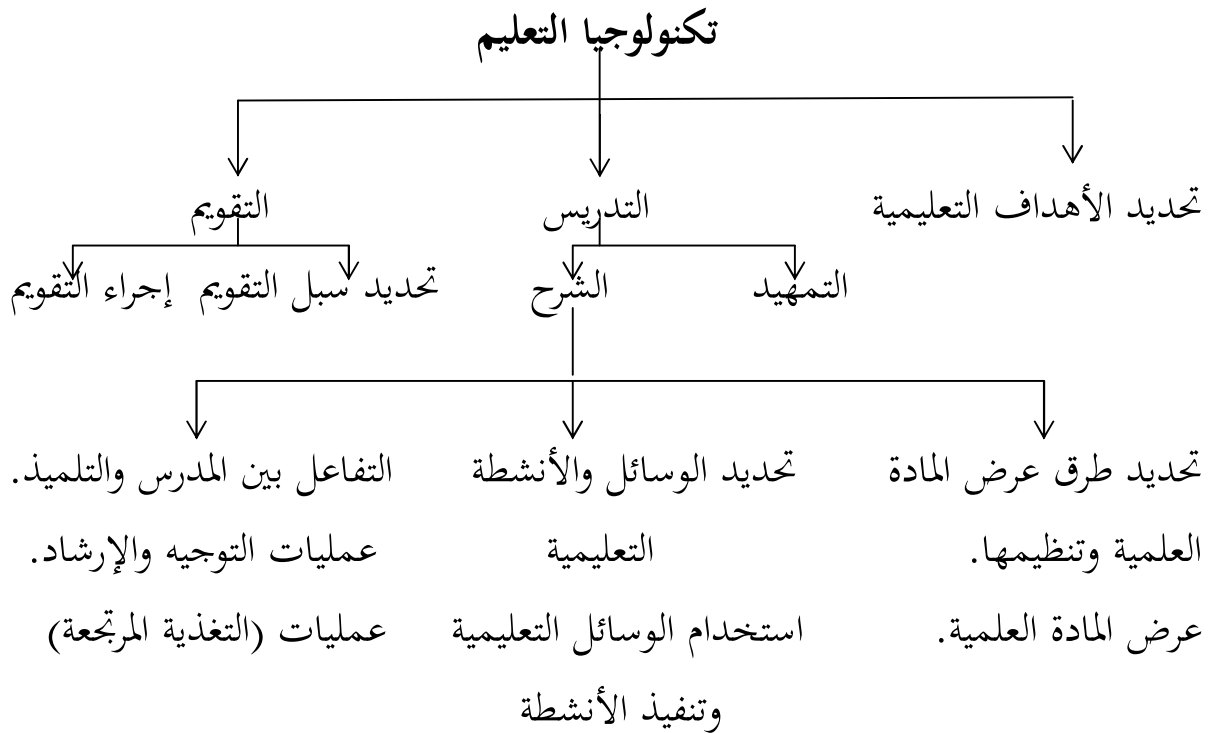 تكنولوجيا التعليم
تحديد الأهداف التعليمية التدريس التقويم
التمهيد الشرح تحديد سبل التقويم إجراء التقويم
تحديد طرق عرض المادة تحديد الوسائل والأنشطة التفاعل بين المدرس والتلميذ.
العلمية وتنظيمها. التعليمية عمليات التوجيه والإرشاد.
عرض المادة العلمية. استخدام الوسائل التعليمية عمليات (التغذية المرتجعة)
وتنفيذ الأنشطة